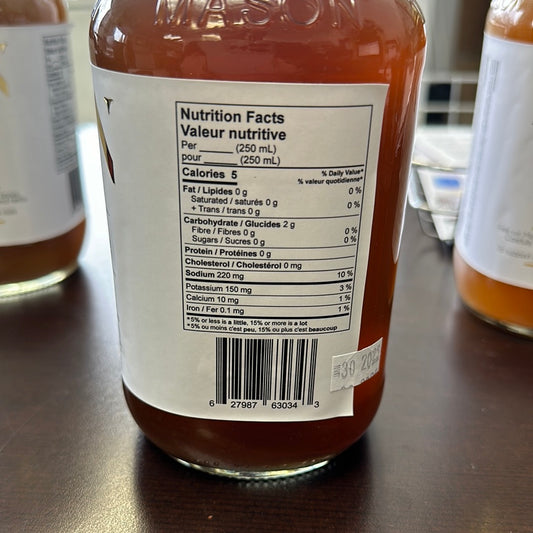 MASON
Nutrition Facts
Valeur nutritive
Per ______ (250 mL)
pour ______ (250 mL)
Calories 5
% Daily Value*
% valeur quotidienne*
Fat / Lipides 0 g 0 %
Saturated / saturés 0 g
+ Trans / trans 0 g 0 %
Carbohydrate / Glucides 2 g
Fibre / Fibres 0 g 0 %
Sugars / Sucres 0 g 0 %
Protein / Protéines 0 g
Cholesterol / Cholestérol 0 mg
Sodium 220 mg 10 %
Potassium 150 mg 3 %
Calcium 10 mg 1 %
Iron / Fer 0.1 mg 1 %
*5% or less is a little, 15% or more is a lot
*5% ou moins c'est peu, 15% ou plus c'est beaucoup
30 202
6 27987 63034 3